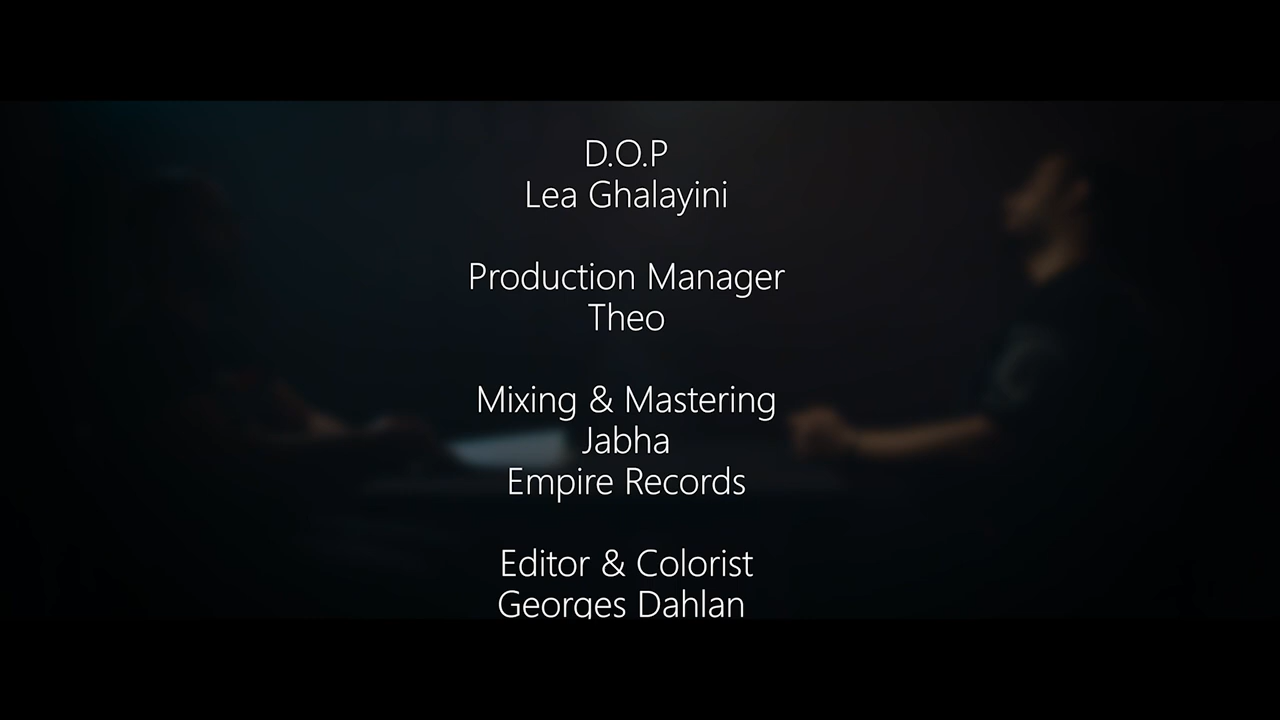 D.O.P
Lea Ghalayini
Production Manager
Theo
Mixing & Mastering
Jabha
Empire Records
Editor & Colorist
Georges Dahlan